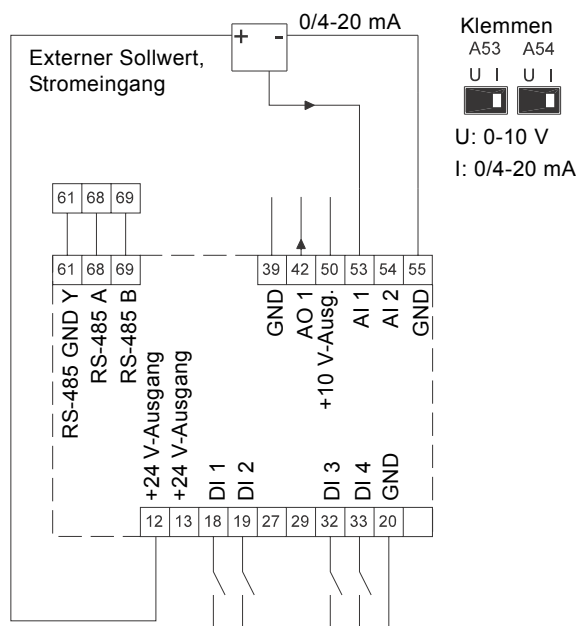 0/4-20 mA
+ -
Externer Sollwert,
Stromeingang
Klemmen
A53 A54
U I U I
U: 0-10 V
I: 0/4-20 mA
61 68 69
61 68 69
39 42 50 53 54 55
RS-485 GND Y
RS-485 A
RS-485 B
GND
AO 1
+10 V-Ausg.
AI 1
AI 2
GND
+24 V-Ausgang
+24 V-Ausgang
DI 1
DI 2
DI 3
DI 4
GND
12 13 18 19 27 29 32 33 20